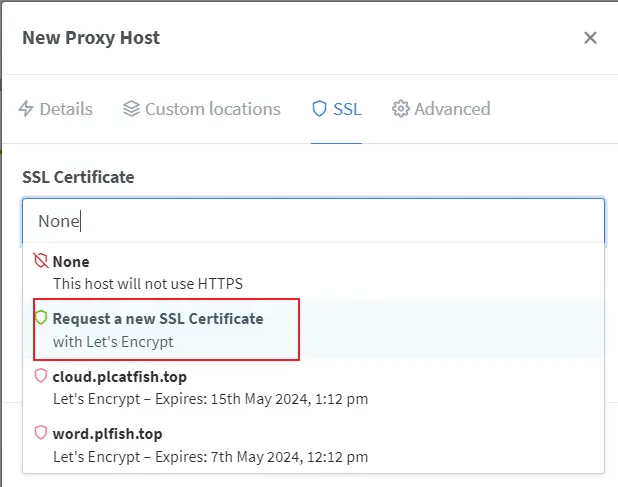 New Proxy Host
Details Custom locations SSL Advanced
SSL Certificate
None
None
This host will not use HTTPS
Request a new SSL Certificate
with Let's Encrypt
cloud.plcatfish.top
Let's Encrypt – Expires: 15th May 2024, 1:12 pm
word.plfish.top
Let's Encrypt – Expires: 7th May 2024, 12:12 pm